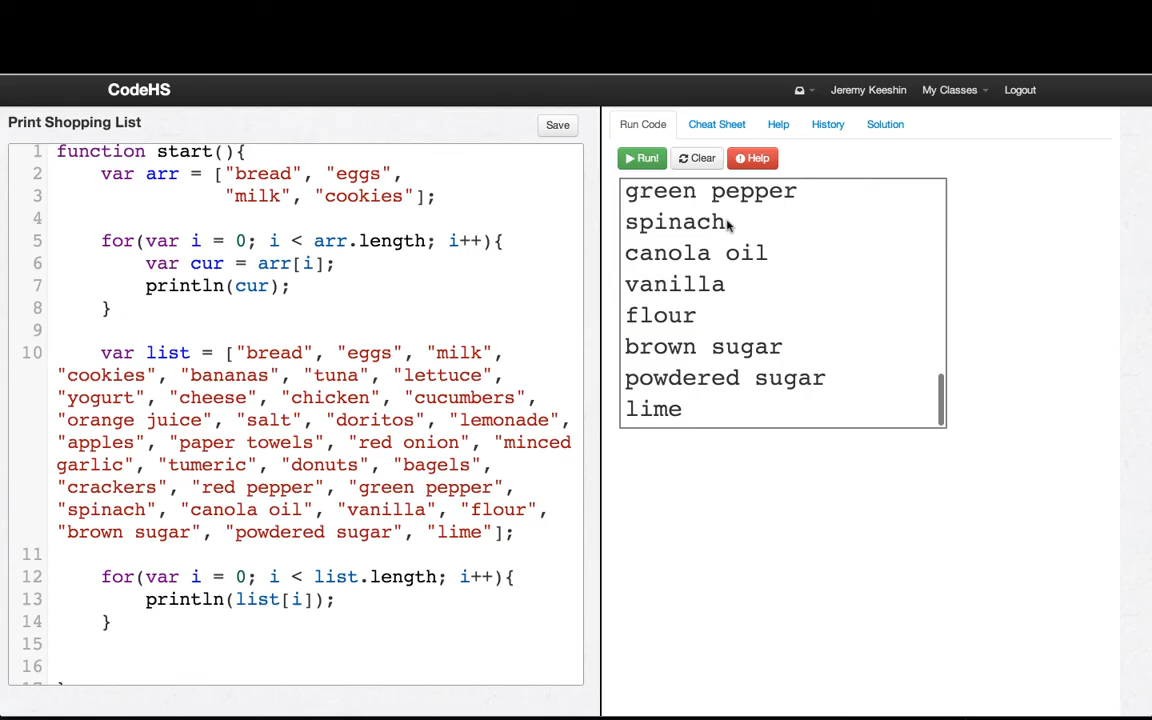 CodeHS
Jeremy Keeshin My Classes Logout
Print Shopping List
Save
1 function start(){
2 var arr = ["bread", "eggs",
3 "milk", "cookies"];
4
5 for(var i = 0; i < arr.length; i++){
6 var cur = arr[i];
7 println(cur);
8 }
9
10 var list = ["bread", "eggs", "milk",
"cookies", "bananas", "tuna", "lettuce",
"yogurt", "cheese", "chicken", "cucumbers",
"orange juice", "salt", "doritos", "lemonade",
"apples", "paper towels", "red onion", "minced
garlic", "tumeric", "donuts", "bagels",
"crackers", "red pepper", "green pepper",
"spinach", "canola oil", "vanilla", "flour",
"brown sugar", "powdered sugar", "lime"];
11
12 for(var i = 0; i < list.length; i++){
13 println(list[i]);
14 }
15
16
Run Code Cheat Sheet Help History Solution
Run! Clear Help
green pepper
spinach
canola oil
vanilla
flour
brown sugar
powdered sugar
lime